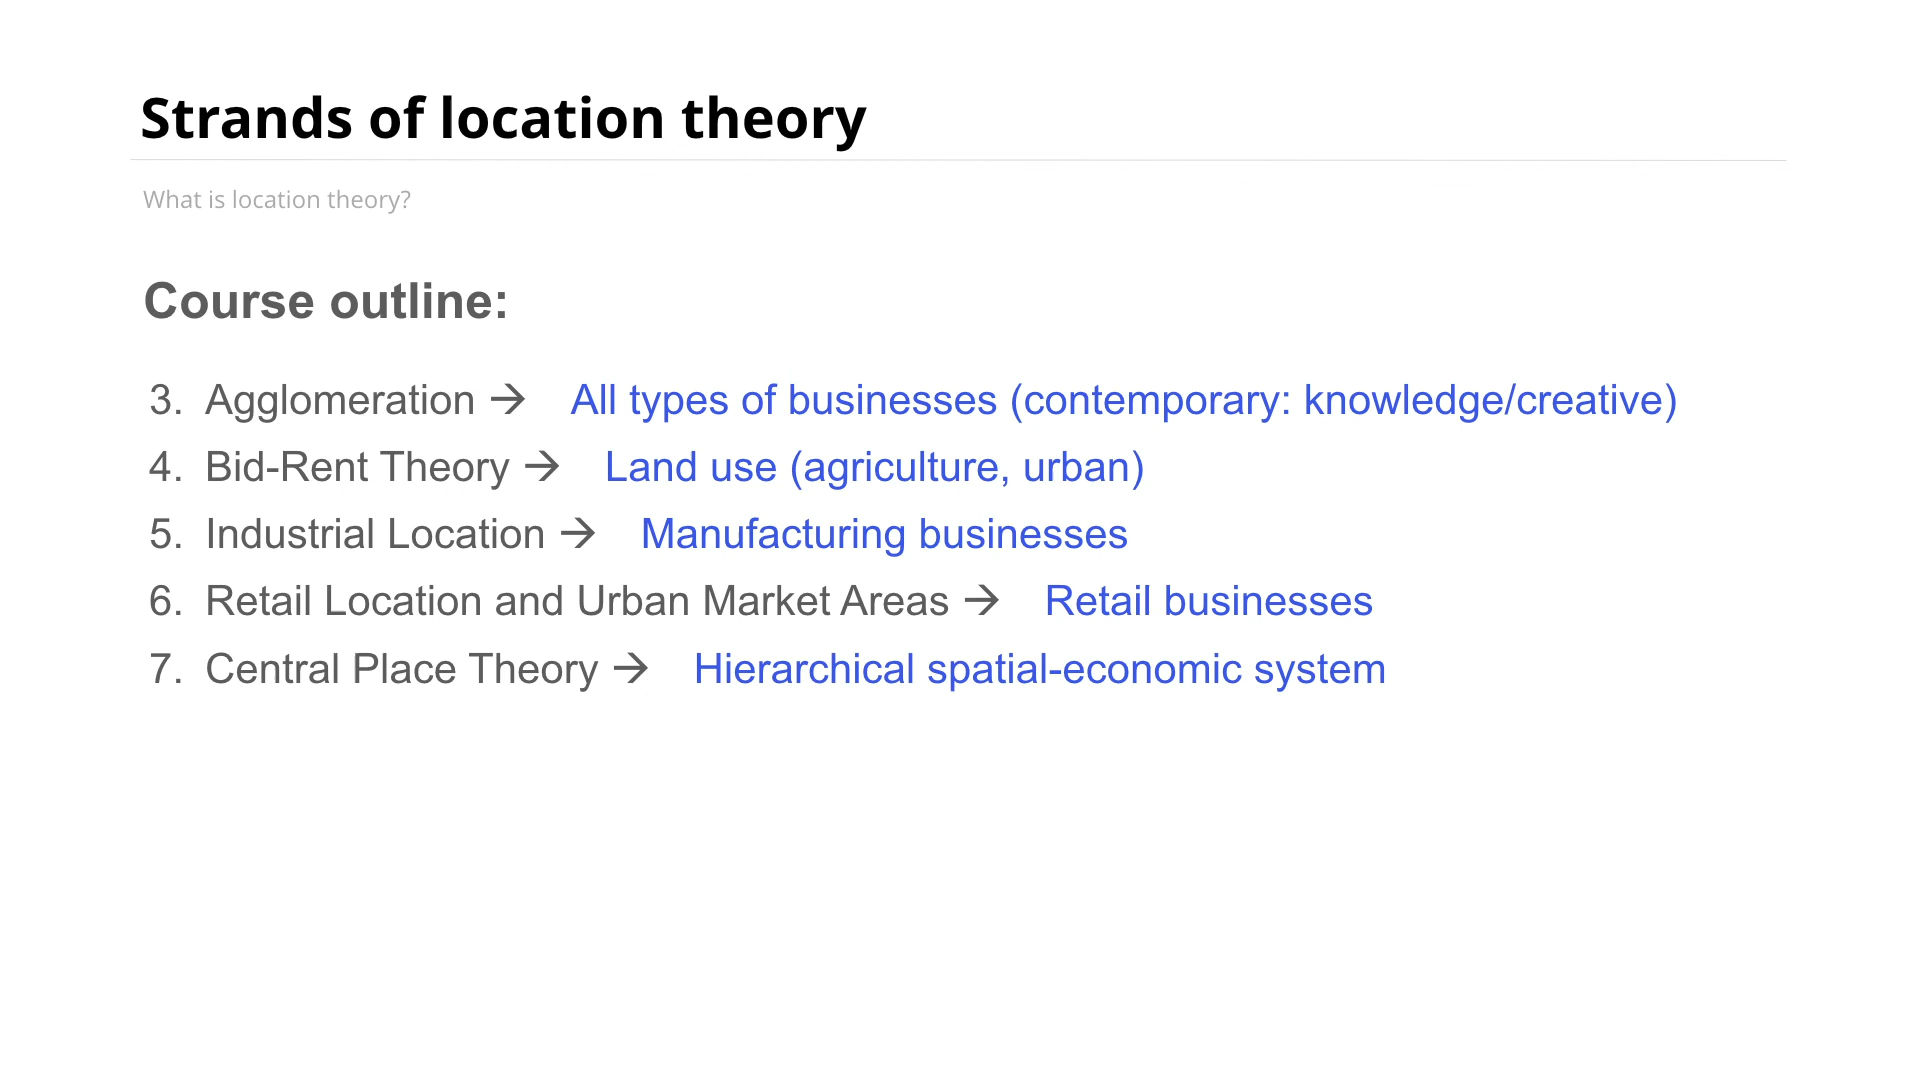 Strands of location theory
What is location theory?
Course outline:
3. Agglomeration → All types of businesses (contemporary: knowledge/creative)
4. Bid-Rent Theory → Land use (agriculture, urban)
5. Industrial Location → Manufacturing businesses
6. Retail Location and Urban Market Areas → Retail businesses
7. Central Place Theory → Hierarchical spatial-economic system